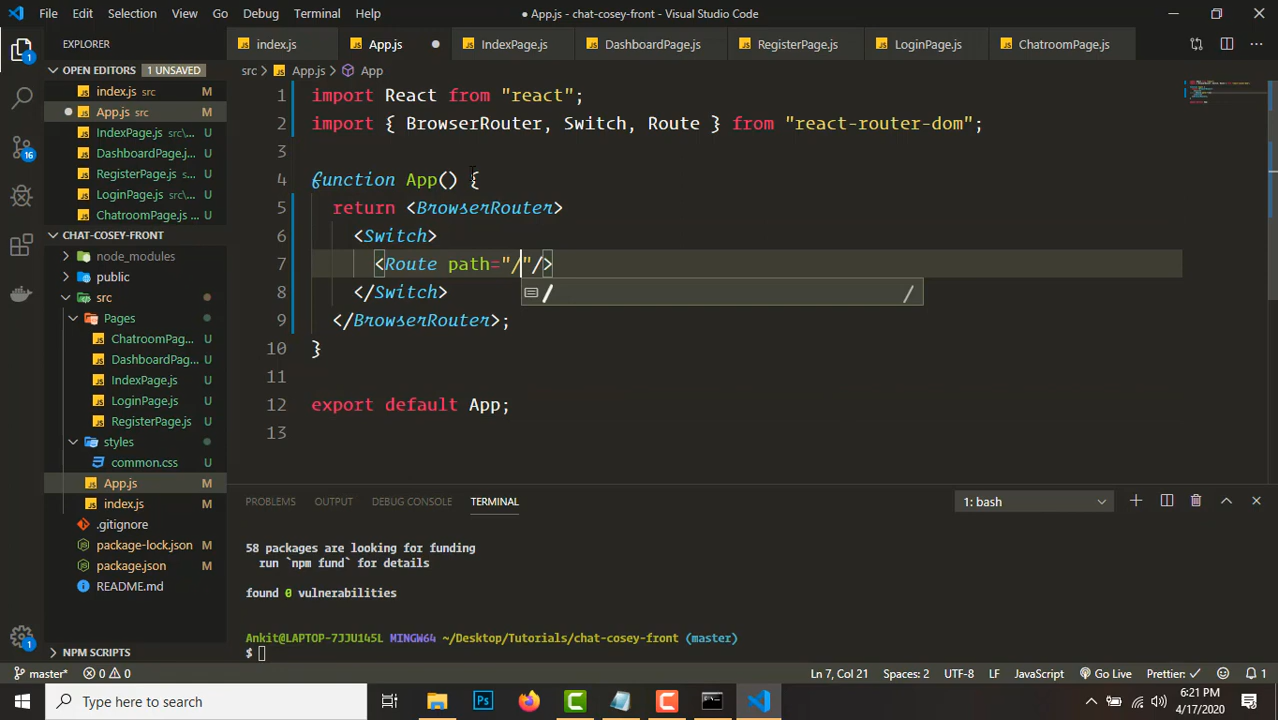 File Edit Selection View Go Debug Terminal Help ● App.js - chat-cosey-front - Visual Studio Code
EXPLORER
index.js App.js ● IndexPage.js DashboardPage.js RegisterPage.js LoginPage.js ChatroomPage.js
OPEN EDITORS 1 UNSAVED
src > App.js > App
index.js src M
App.js src M
IndexPage.js src\... U
DashboardPage.j... U
RegisterPage.js src... U
LoginPage.js src\... U
ChatroomPage.js ... U
CHAT-COSEY-FRONT
node_modules
public
src
Pages
ChatroomPag... U
DashboardPag... U
IndexPage.js U
LoginPage.js U
RegisterPage.js U
styles
common.css U
App.js M
index.js M
.gitignore
package-lock.json M
package.json M
README.md
NPM SCRIPTS
1 import React from "react";
2 import { BrowserRouter, Switch, Route } from "react-router-dom";
3
4 function App() {
5 return <BrowserRouter>
6 <Switch>
7 <Route path="/"/>
/ /
8 </Switch>
9 </BrowserRouter>;
10 }
11
12 export default App;
13
PROBLEMS OUTPUT DEBUG CONSOLE TERMINAL 1: bash
58 packages are looking for funding
run `npm fund` for details
found 0 vulnerabilities
Ankit@LAPTOP-7JJU145L MINGW64 ~/Desktop/Tutorials/chat-cosey-front (master)
$
1
16
1
master* 0 0 Ln 7, Col 21 Spaces: 2 UTF-8 LF JavaScript Go Live Prettier: ✓ 1
Type here to search
Ps
6:21 PM
4/17/2020